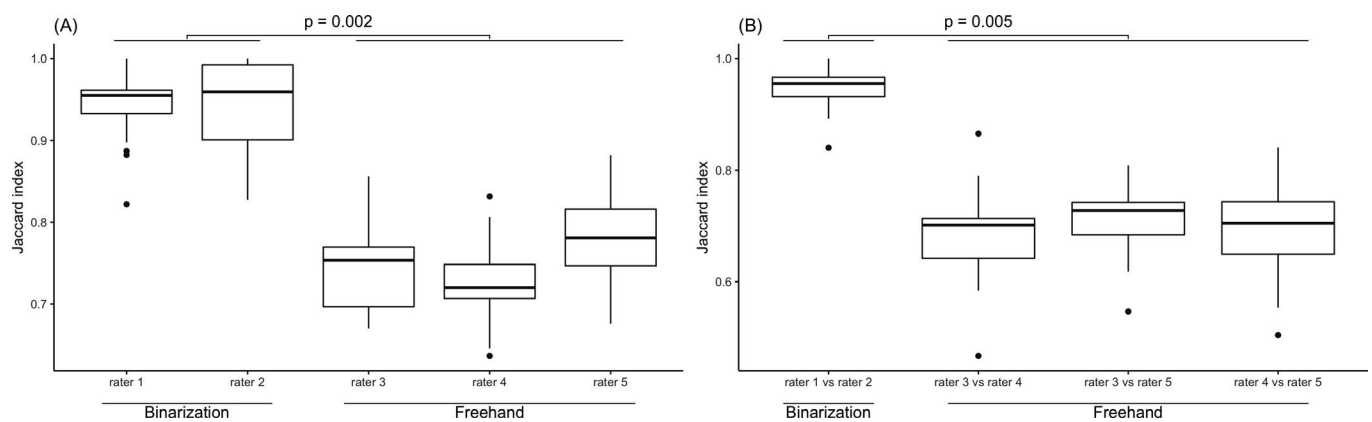 (A)
p = 0.002
Jaccard index
1.0
0.9
0.8
0.7
rater 1
rater 2
rater 3
rater 4
rater 5
Binarization
Freehand
(B)
p = 0.005
Jaccard index
1.0
0.8
0.6
rater 1 vs rater 2
rater 3 vs rater 4
rater 3 vs rater 5
rater 4 vs rater 5
Binarization
Freehand